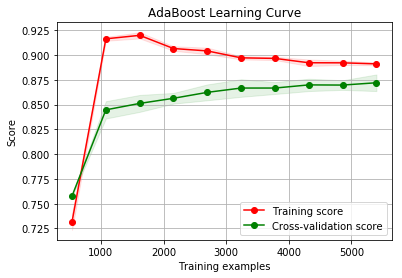 AdaBoost Learning Curve
Score
0.925
0.900
0.875
0.850
0.825
0.800
0.775
0.750
0.725
Training score
Cross-validation score
1000 2000 3000 4000 5000
Training examples